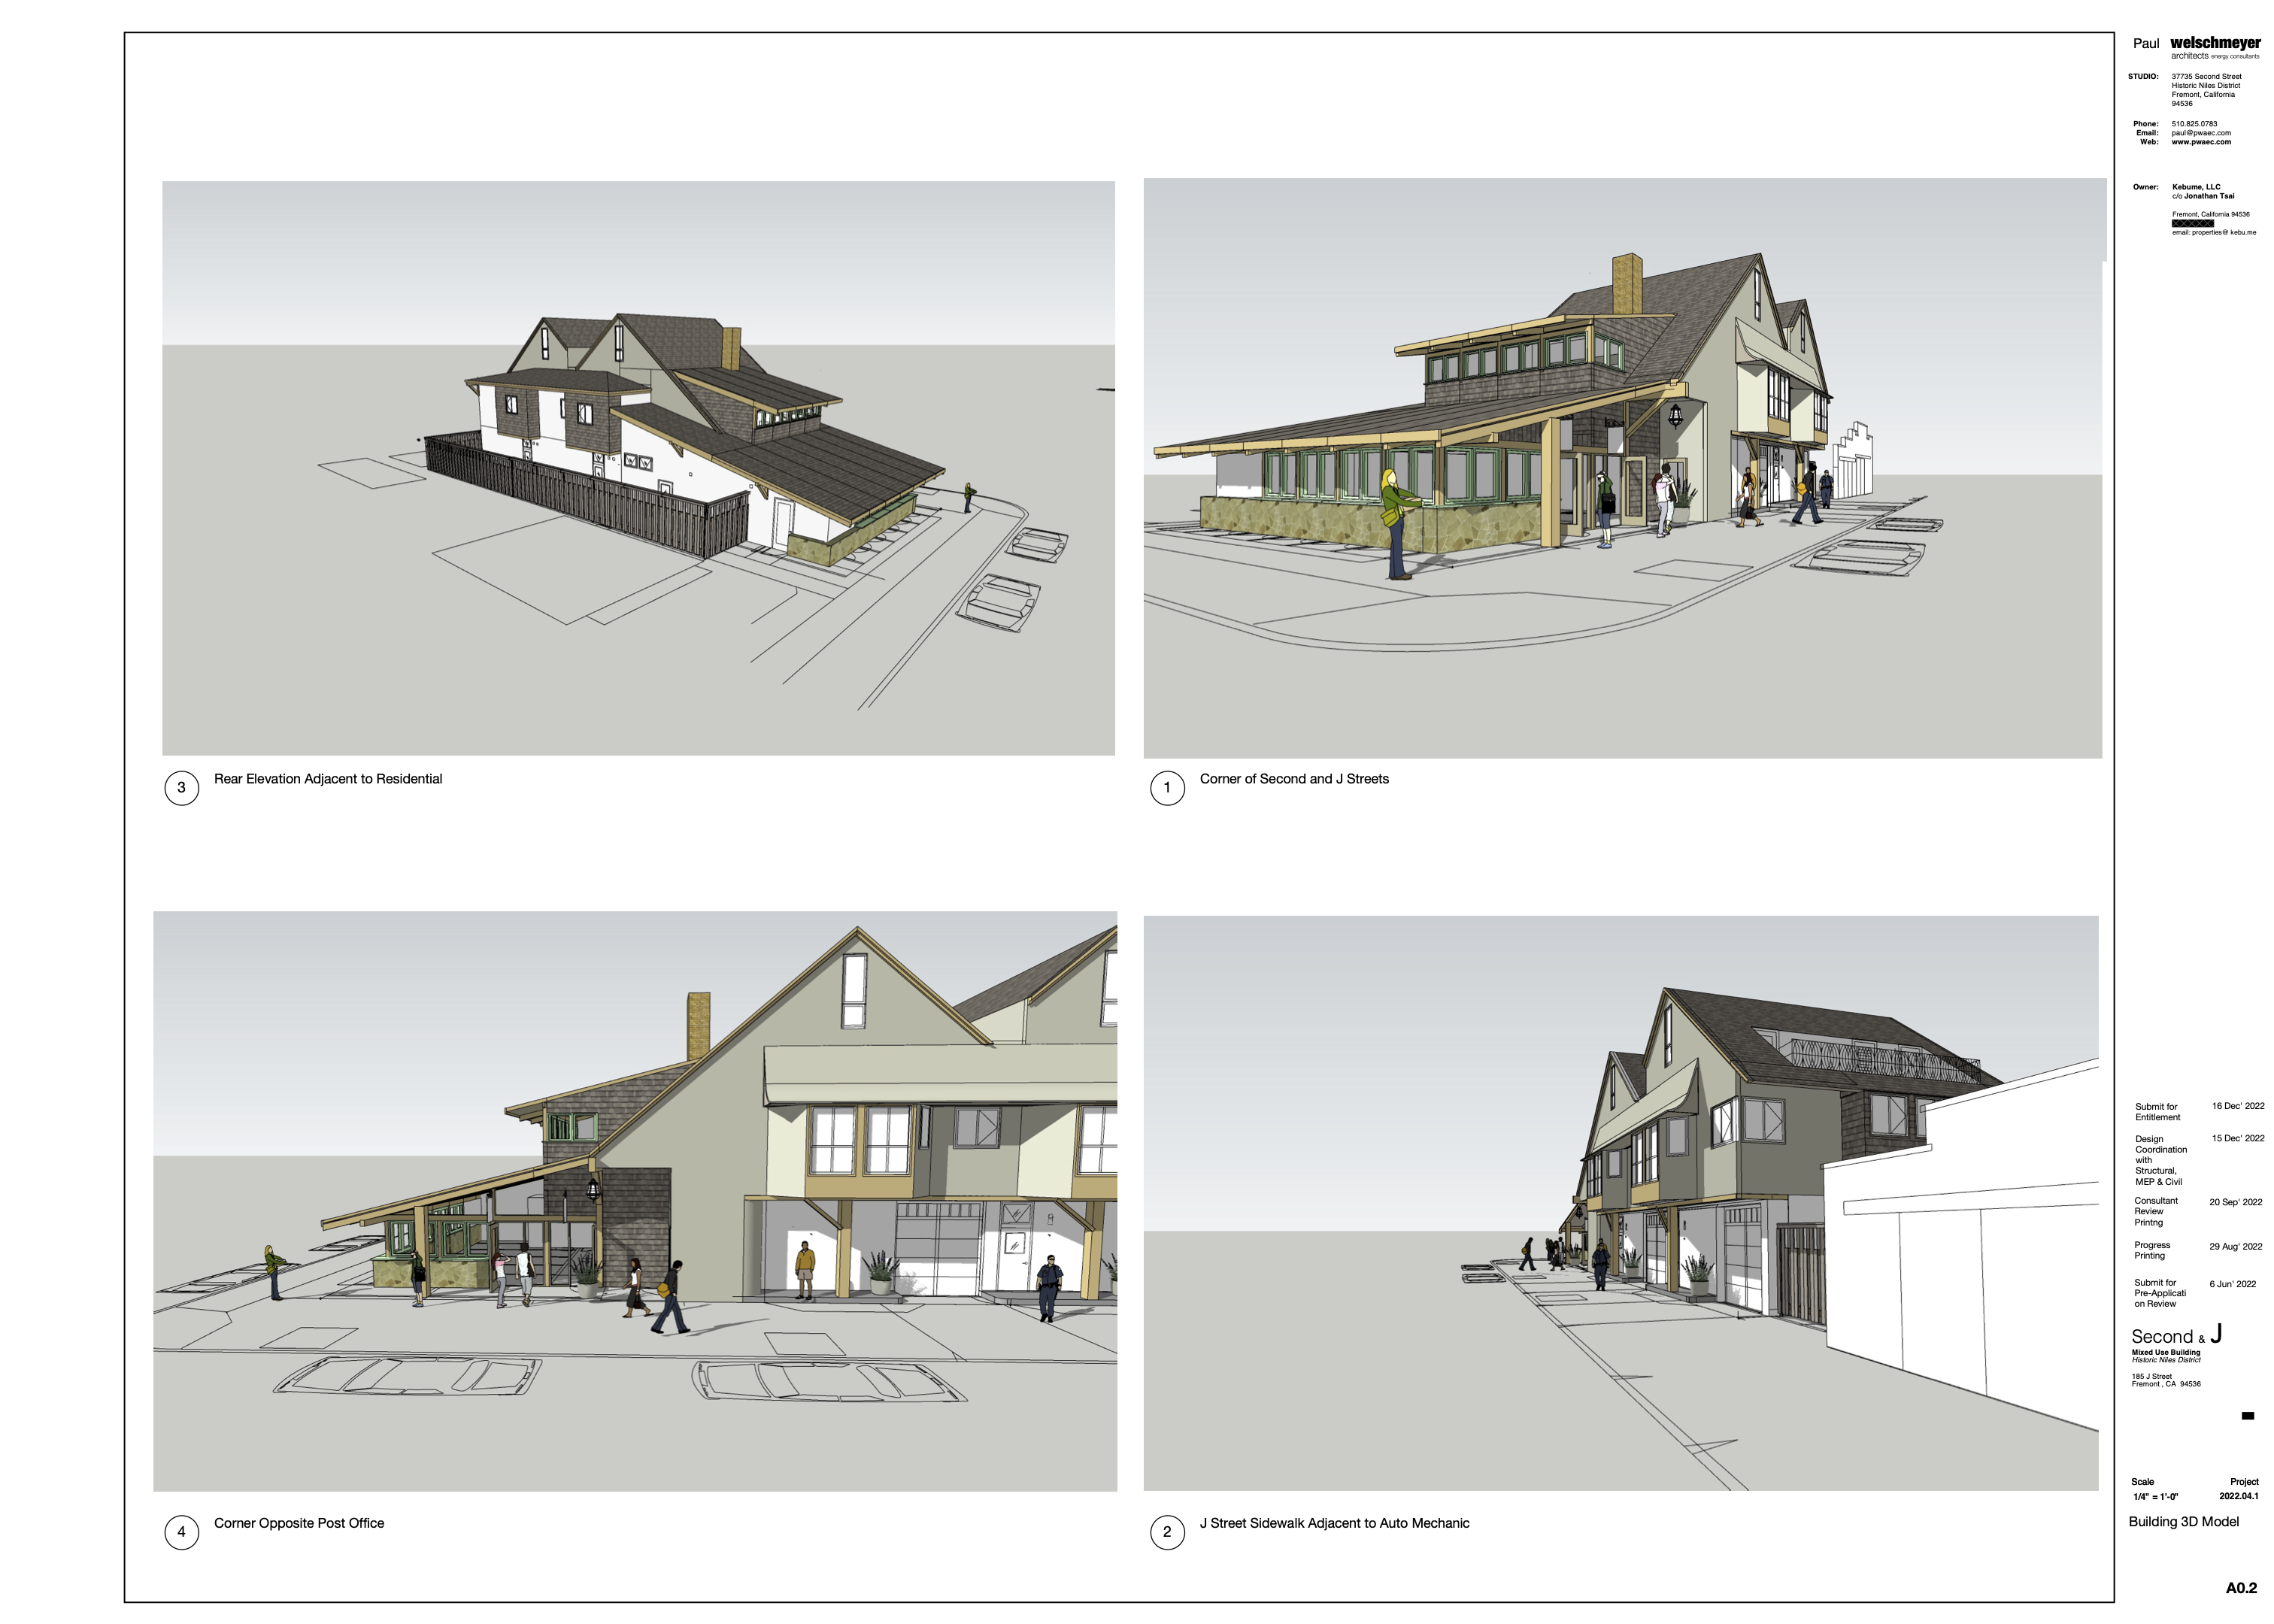 Paul welschmeyer
architects energy consultants
STUDIO: 37735 Second Street
Historic Niles District
Fremont, California
94536
Phone: 510.825.0783
Email: paul@pwaec.com
Web: www.pwaec.com
Owner: Kebume, LLC
c/o Jonathan Tsai
Fremont, California 94536
email: properties@ kebu.me
3 Rear Elevation Adjacent to Residential
1 Corner of Second and J Streets
4 Corner Opposite Post Office
2 J Street Sidewalk Adjacent to Auto Mechanic
Submit for 16 Dec' 2022
Entitlement
Design 15 Dec' 2022
Coordination
with
Structural,
MEP & Civil
Consultant 20 Sep' 2022
Review
Printng
Progress 29 Aug' 2022
Printing
Submit for 6 Jun' 2022
Pre-Applicati
on Review
Second & J
Mixed Use Building
Historic Niles District
185 J Street
Fremont , CA 94536
Scale Project
1/4" = 1'-0" 2022.04.1
Building 3D Model
A0.2